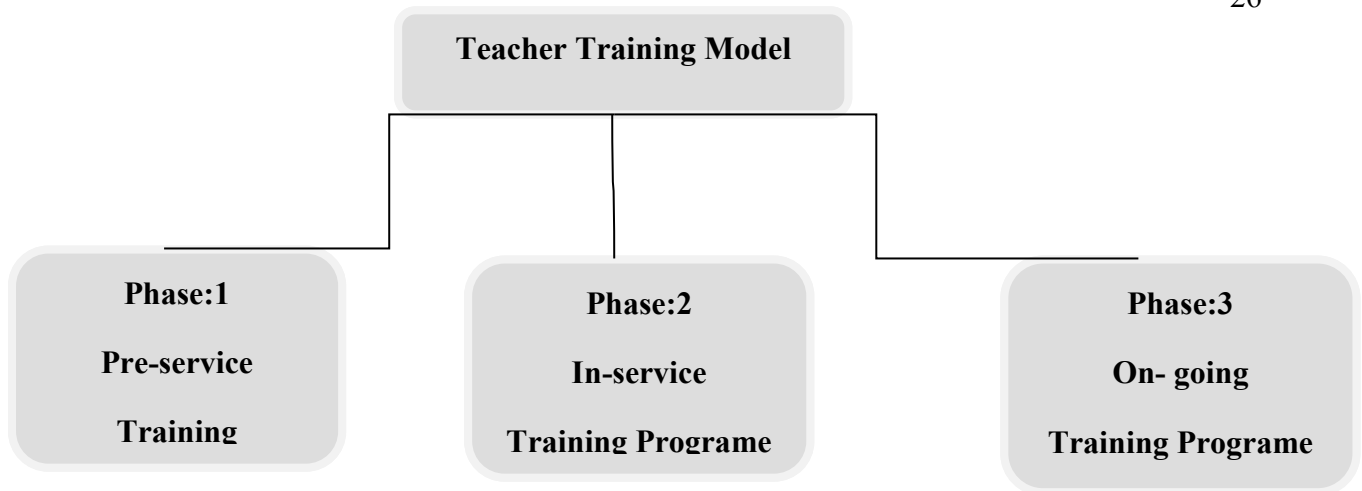 Teacher Training Model
Phase:1
Pre-service
Training
Phase:2
In-service
Training Programe
Phase:3
On- going
Training Programe